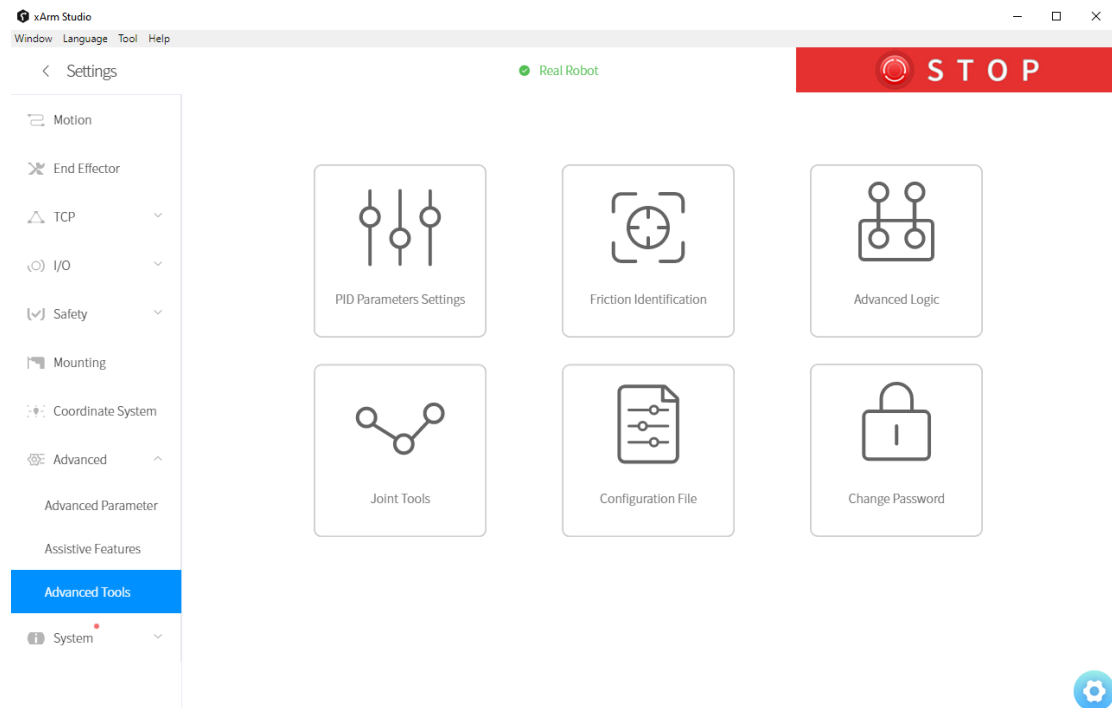 xArm Studio
Window Language Tool Help
Settings
Real Robot
STOP
Motion
End Effector
TCP
I/O
Safety
Mounting
Coordinate System
Advanced
Advanced Parameter
Assistive Features
Advanced Tools
System
PID Parameters Settings
Friction Identification
Advanced Logic
Joint Tools
Configuration File
Change Password